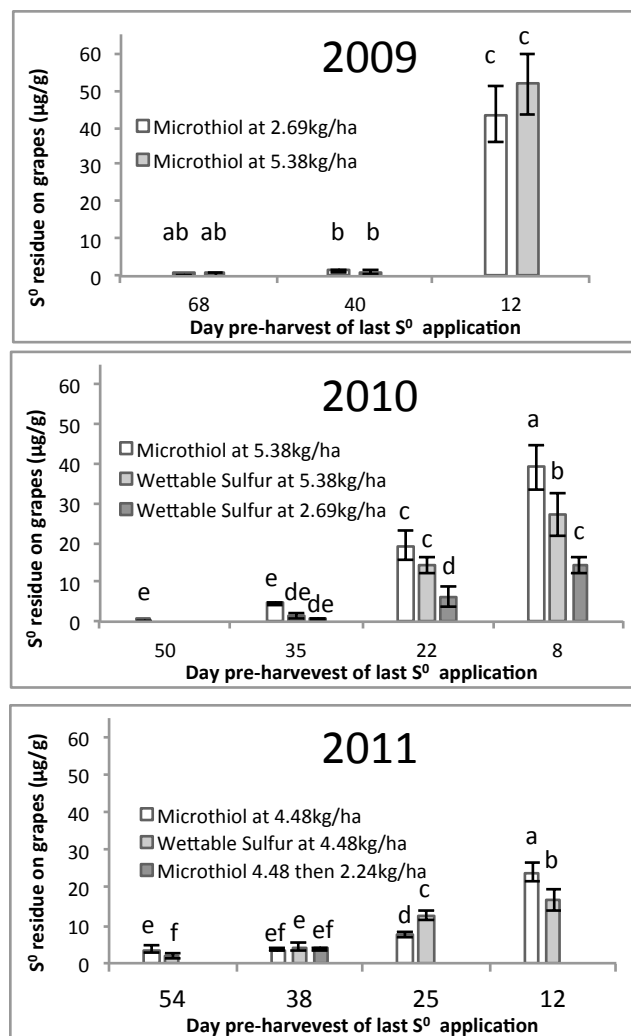 2009
S⁰ residue on grapes (µg/g)
60
50
40
30
20
10
0
Microthiol at 2.69kg/ha
Microthiol at 5.38kg/ha
ab ab b b c c
68 40 12
Day pre-harvest of last S⁰ application
2010
S⁰ residue on grapes (µg/g)
60
50
40
30
20
10
0
Microthiol at 5.38kg/ha
Wettable Sulfur at 5.38kg/ha
Wettable Sulfur at 2.69kg/ha
e e de de c c d a b c
50 35 22 8
Day pre-harvevest of last S⁰ application
2011
S⁰ residue on grapes (µg/g)
60
50
40
30
20
10
0
Microthiol at 4.48kg/ha
Wettable Sulfur at 4.48kg/ha
Microthiol 4.48 then 2.24kg/ha
e f ef e ef d c a b
54 38 25 12
Day pre-harvevest of last S⁰ application